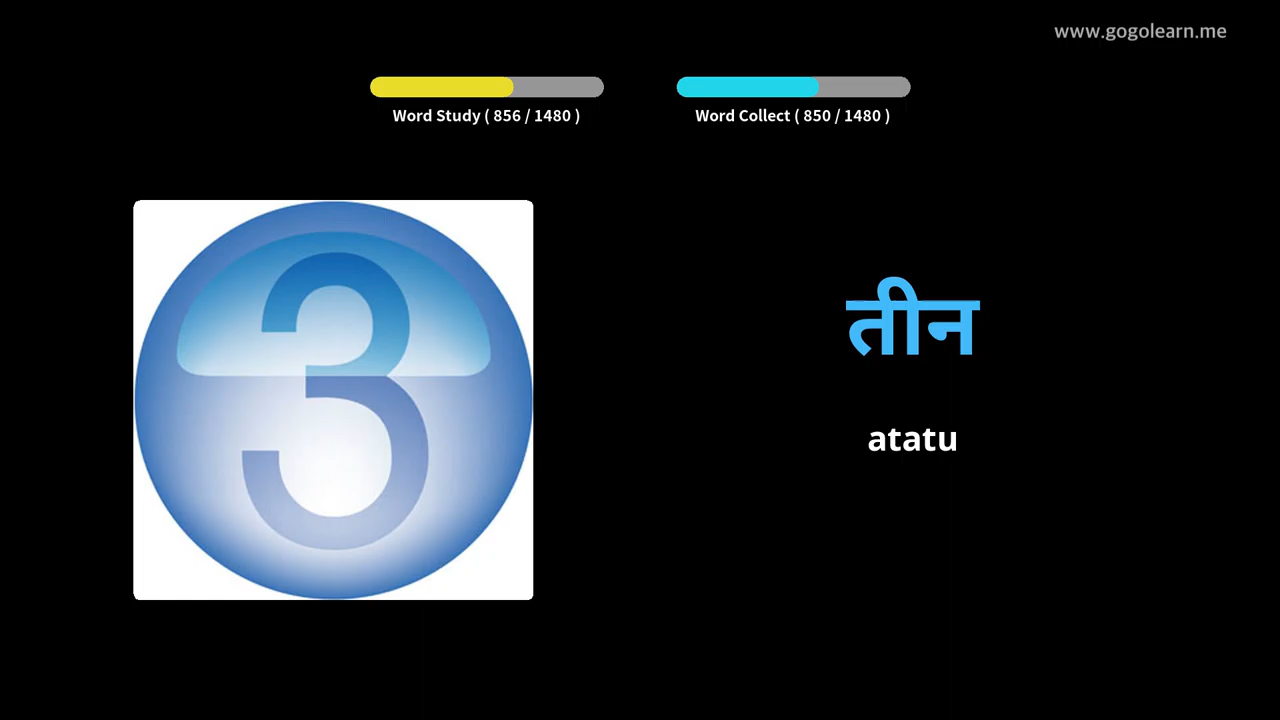 www.gogolearn.me
Word Study ( 856 / 1480 )
Word Collect ( 850 / 1480 )
3
तीन
atatu